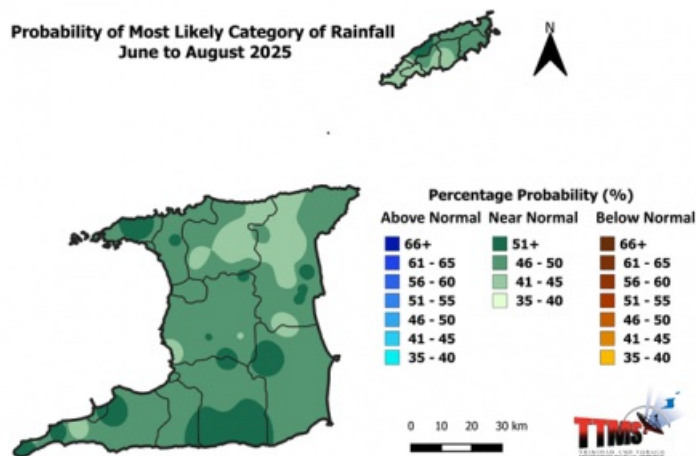 Probability of Most Likely Category of Rainfall
June to August 2025
N
Percentage Probability (%)
Above Normal Near Normal Below Normal
66+ 51+ 66+
61 - 65 46 - 50 61 - 65
56 - 60 41 - 45 56 - 60
51 - 55 35 - 40 51 - 55
46 - 50 46 - 50
41 - 45 41 - 45
35 - 40 35 - 40
0 10 20 30 km
TTMS
TRINIDAD AND TOBAGO